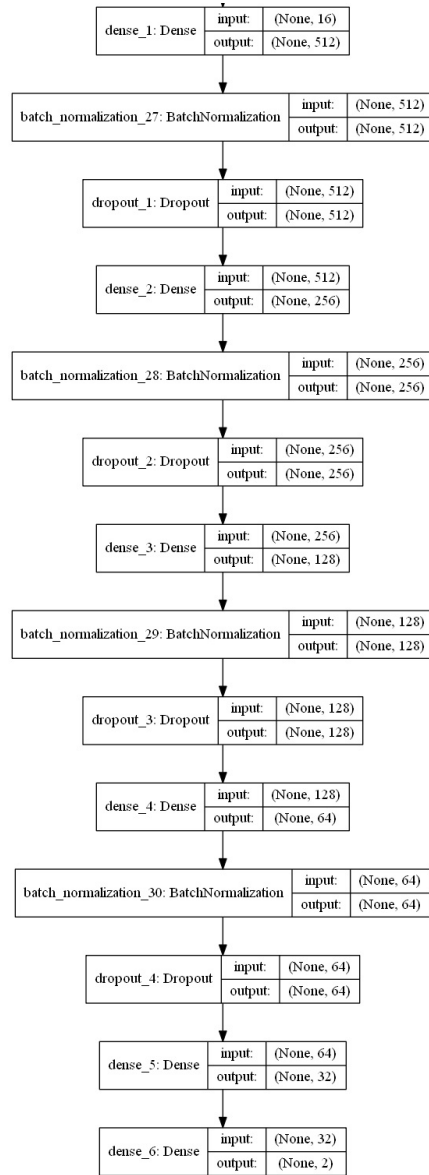 dense_1: Dense
input: (None, 16)
output: (None, 512)
batch_normalization_27: BatchNormalization
input: (None, 512)
output: (None, 512)
dropout_1: Dropout
input: (None, 512)
output: (None, 512)
dense_2: Dense
input: (None, 512)
output: (None, 256)
batch_normalization_28: BatchNormalization
input: (None, 256)
output: (None, 256)
dropout_2: Dropout
input: (None, 256)
output: (None, 256)
dense_3: Dense
input: (None, 256)
output: (None, 128)
batch_normalization_29: BatchNormalization
input: (None, 128)
output: (None, 128)
dropout_3: Dropout
input: (None, 128)
output: (None, 128)
dense_4: Dense
input: (None, 128)
output: (None, 64)
batch_normalization_30: BatchNormalization
input: (None, 64)
output: (None, 64)
dropout_4: Dropout
input: (None, 64)
output: (None, 64)
dense_5: Dense
input: (None, 64)
output: (None, 32)
dense_6: Dense
input: (None, 32)
output: (None, 2)